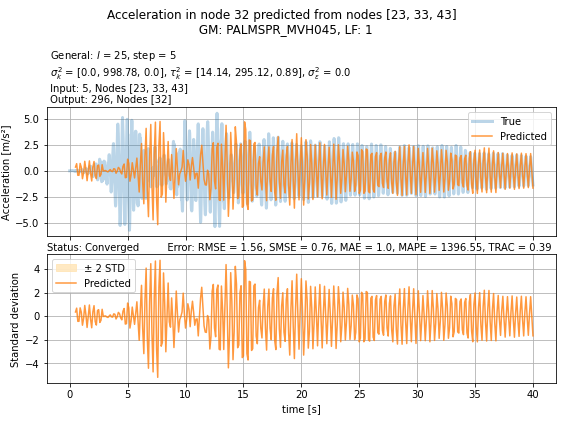 Acceleration in node 32 predicted from nodes [23, 33, 43]
GM: PALMSPR_MVH045, LF: 1
General: l = 25, step = 5
σ²ₖ = [0.0, 998.78, 0.0], τ²ₖ = [14.14, 295.12, 0.89], σ²ε = 0.0
Input: 5, Nodes [23, 33, 43]
Output: 296, Nodes [32]
Acceleration [m/s²]
5.0
2.5
0.0
−2.5
−5.0
True
Predicted
Status: Converged
Error: RMSE = 1.56, SMSE = 0.76, MAE = 1.0, MAPE = 1396.55, TRAC = 0.39
Standard deviation
4
2
0
−2
−4
± 2 STD
Predicted
0 5 10 15 20 25 30 35 40
time [s]